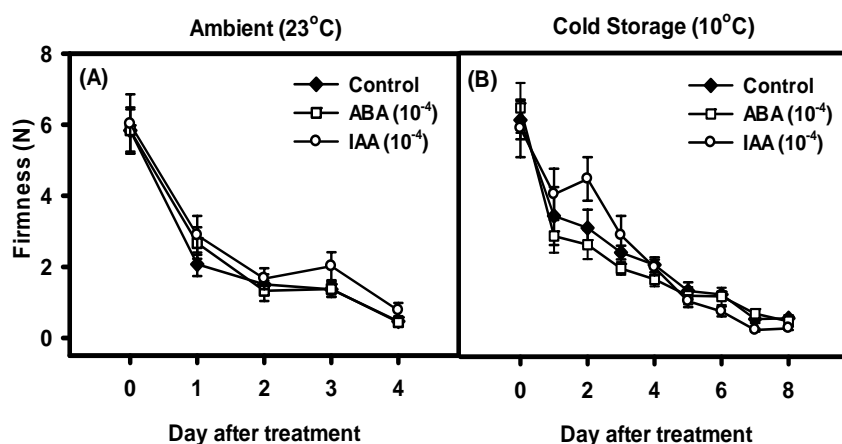 Ambient (23°C)
Cold Storage (10°C)
Firmness (N)
8
6
4
2
0
(A)
Control
ABA (10⁻⁴)
IAA (10⁻⁴)
0 1 2 3 4
Day after treatment
(B)
Control
ABA (10⁻⁴)
IAA (10⁻⁴)
0 2 4 6 8
Day after treatment